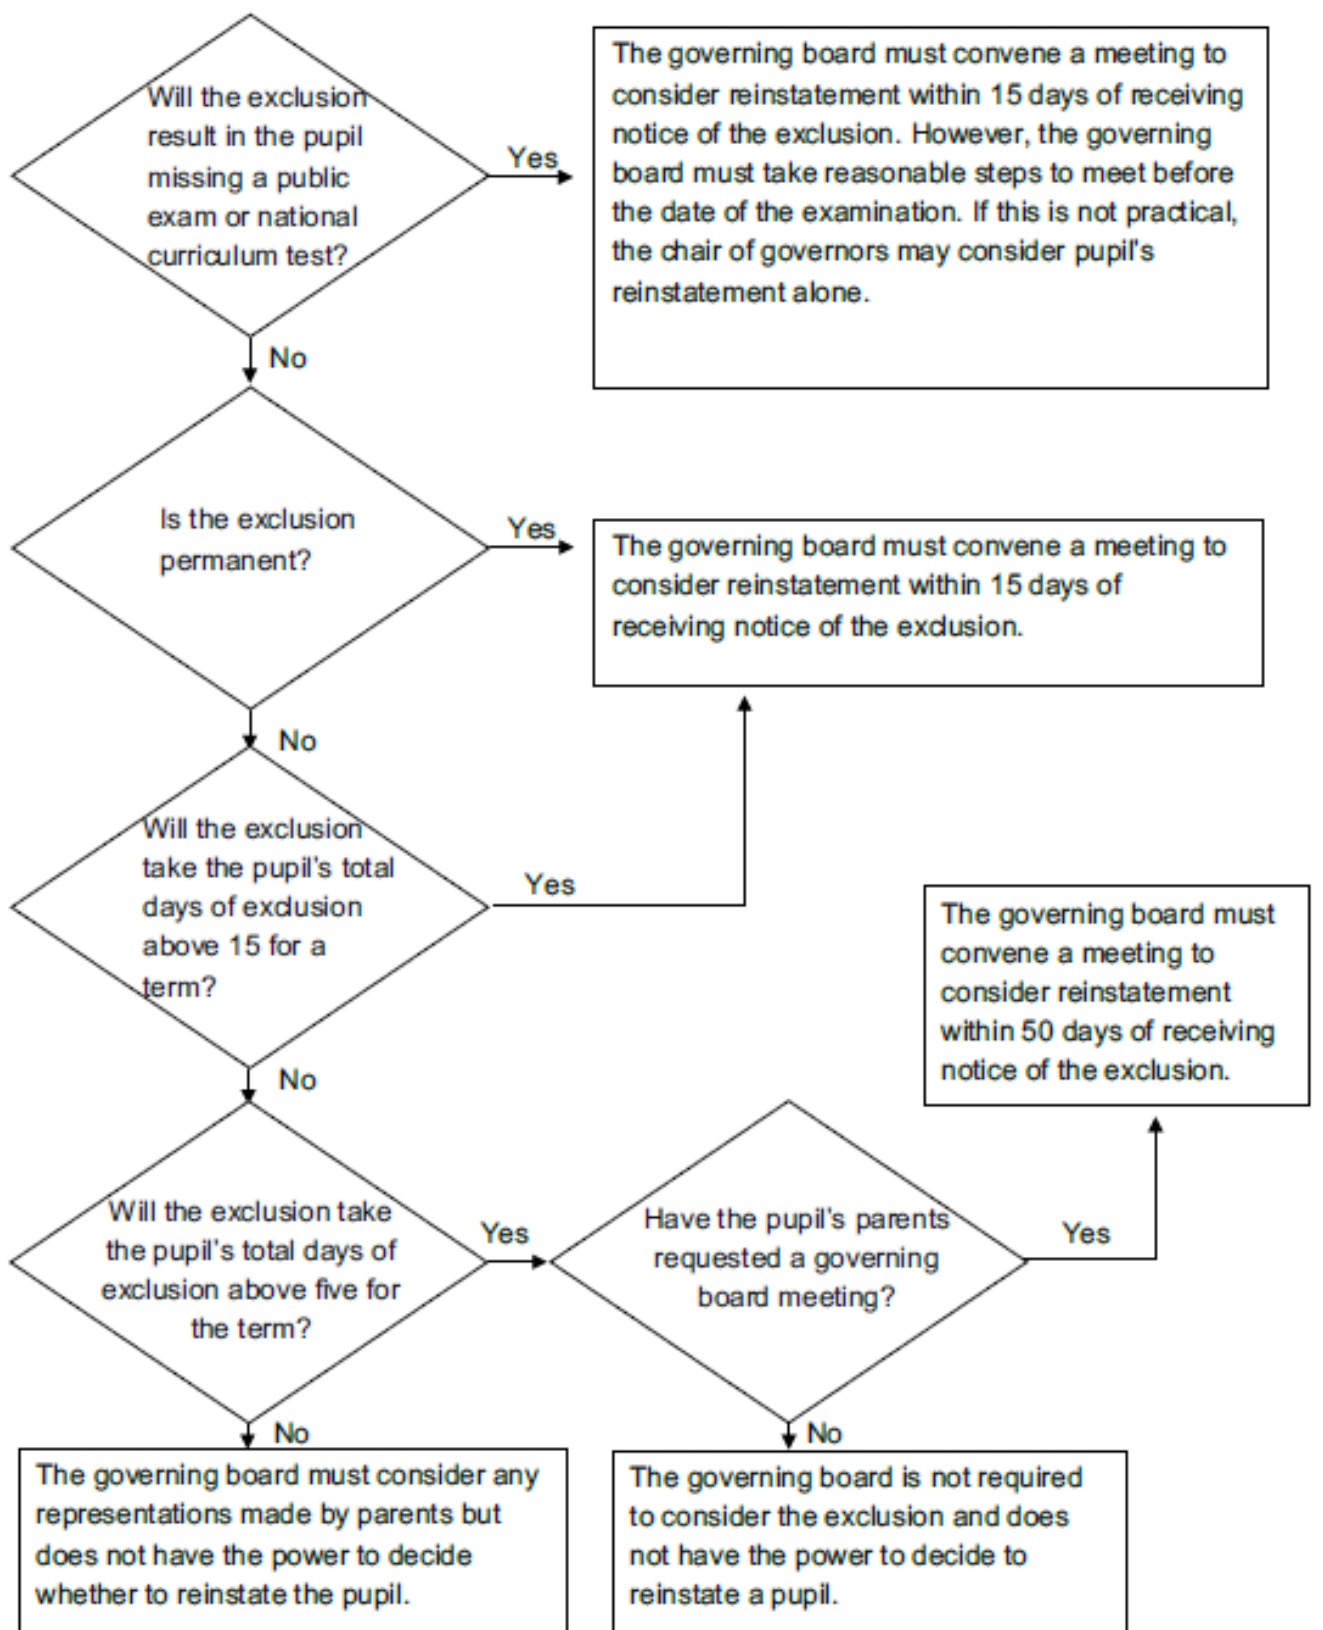 Will the exclusion
result in the pupil
missing a public
exam or national
curriculum test?
Yes
The governing board must convene a meeting to
consider reinstatement within 15 days of receiving
notice of the exclusion. However, the governing
board must take reasonable steps to meet before
the date of the examination. If this is not practical,
the chair of governors may consider pupil's
reinstatement alone.
No
Is the exclusion
permanent?
Yes
The governing board must convene a meeting to
consider reinstatement within 15 days of
receiving notice of the exclusion.
No
Will the exclusion
take the pupil's total
days of exclusion
above 15 for a
term?
Yes
The governing board must
convene a meeting to
consider reinstatement
within 50 days of receiving
notice of the exclusion.
No
Will the exclusion take
the pupil's total days of
exclusion above five for
the term?
Yes
Have the pupil's parents
requested a governing
board meeting?
Yes
No
The governing board must consider any
representations made by parents but
does not have the power to decide
whether to reinstate the pupil.
No
The governing board is not required
to consider the exclusion and does
not have the power to decide to
reinstate a pupil.